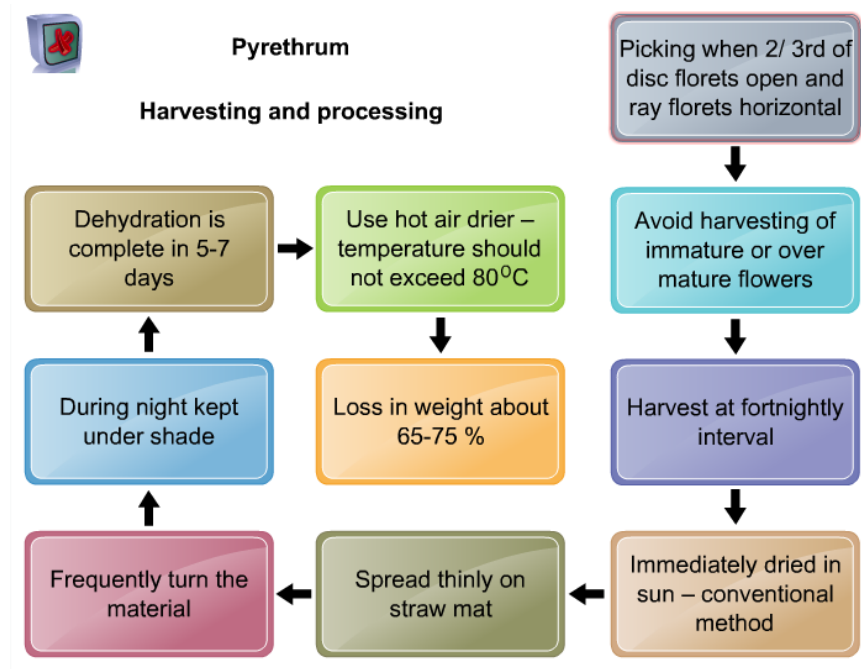 Pyrethrum
Harvesting and processing
Picking when 2/ 3rd of
disc florets open and
ray florets horizontal
Avoid harvesting of
immature or over
mature flowers
Harvest at fortnightly
interval
Immediately dried in
sun – conventional
method
Spread thinly on
straw mat
Frequently turn the
material
During night kept
under shade
Dehydration is
complete in 5-7
days
Use hot air drier –
temperature should
not exceed 80⁰C
Loss in weight about
65-75 %